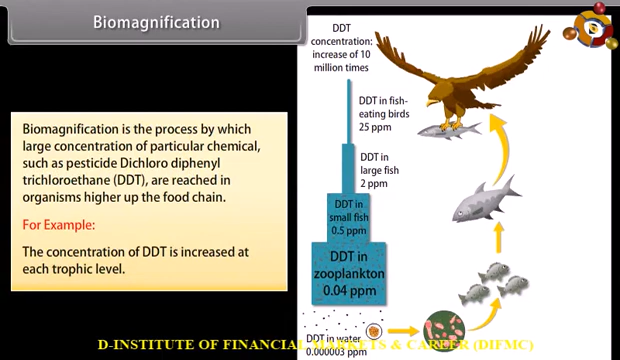 Biomagnification
Biomagnification is the process by which
large concentration of particular chemical,
such as pesticide Dichloro diphenyl
trichloroethane (DDT), are reached in
organisms higher up the food chain.
For Example:
The concentration of DDT is increased at
each trophic level.
DDT
concentration:
increase of 10
million times
DDT in fish-
eating birds
25 ppm
DDT in
large fish
2 ppm
DDT in
small fish
0.5 ppm
DDT in
zooplankton
0.04 ppm
DDT in water
0.000003 ppm
D-INSTITUTE OF FINANCIAL MARKETS & CAREER (DIFMC)